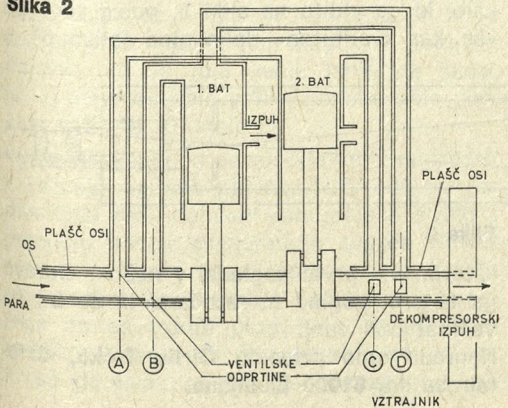 Slika 2
1. BAT
2. BAT
IZPUH
PLAŠČ OSI
PLAŠČ OSI
OS
PARA
DEKOMPRESORSKI
IZPUH
A
B
VENTILSKE
ODPRTINE
C
D
VZTRAJNIK